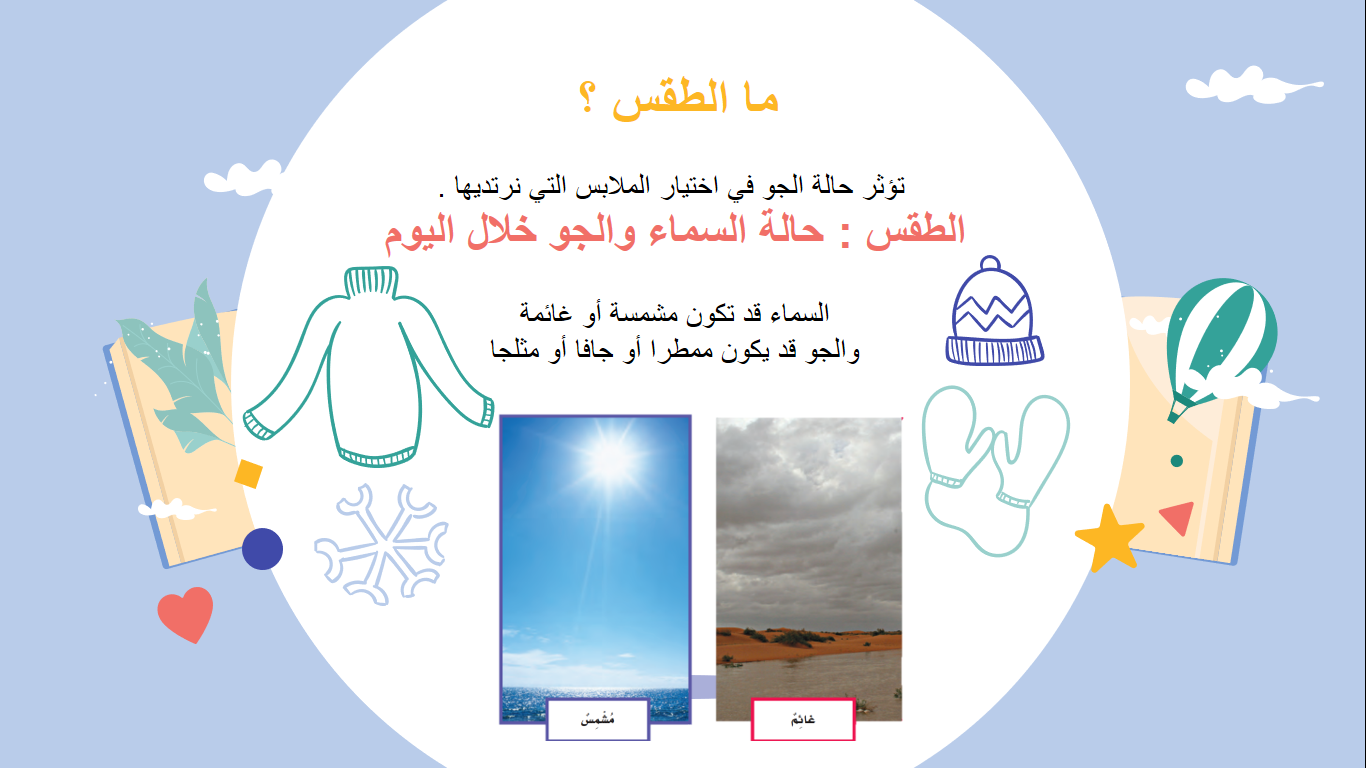 ما الطقس ؟
تؤثر حالة الجو في اختيار الملابس التي نرتديها .
الطقس : حالة السماء والجو خلال اليوم
السماء قد تكون مشمسة أو غائمة
والجو قد يكون ممطرا أو جافا أو مثلجا
غائِمٌ
مُشْمِسٌ